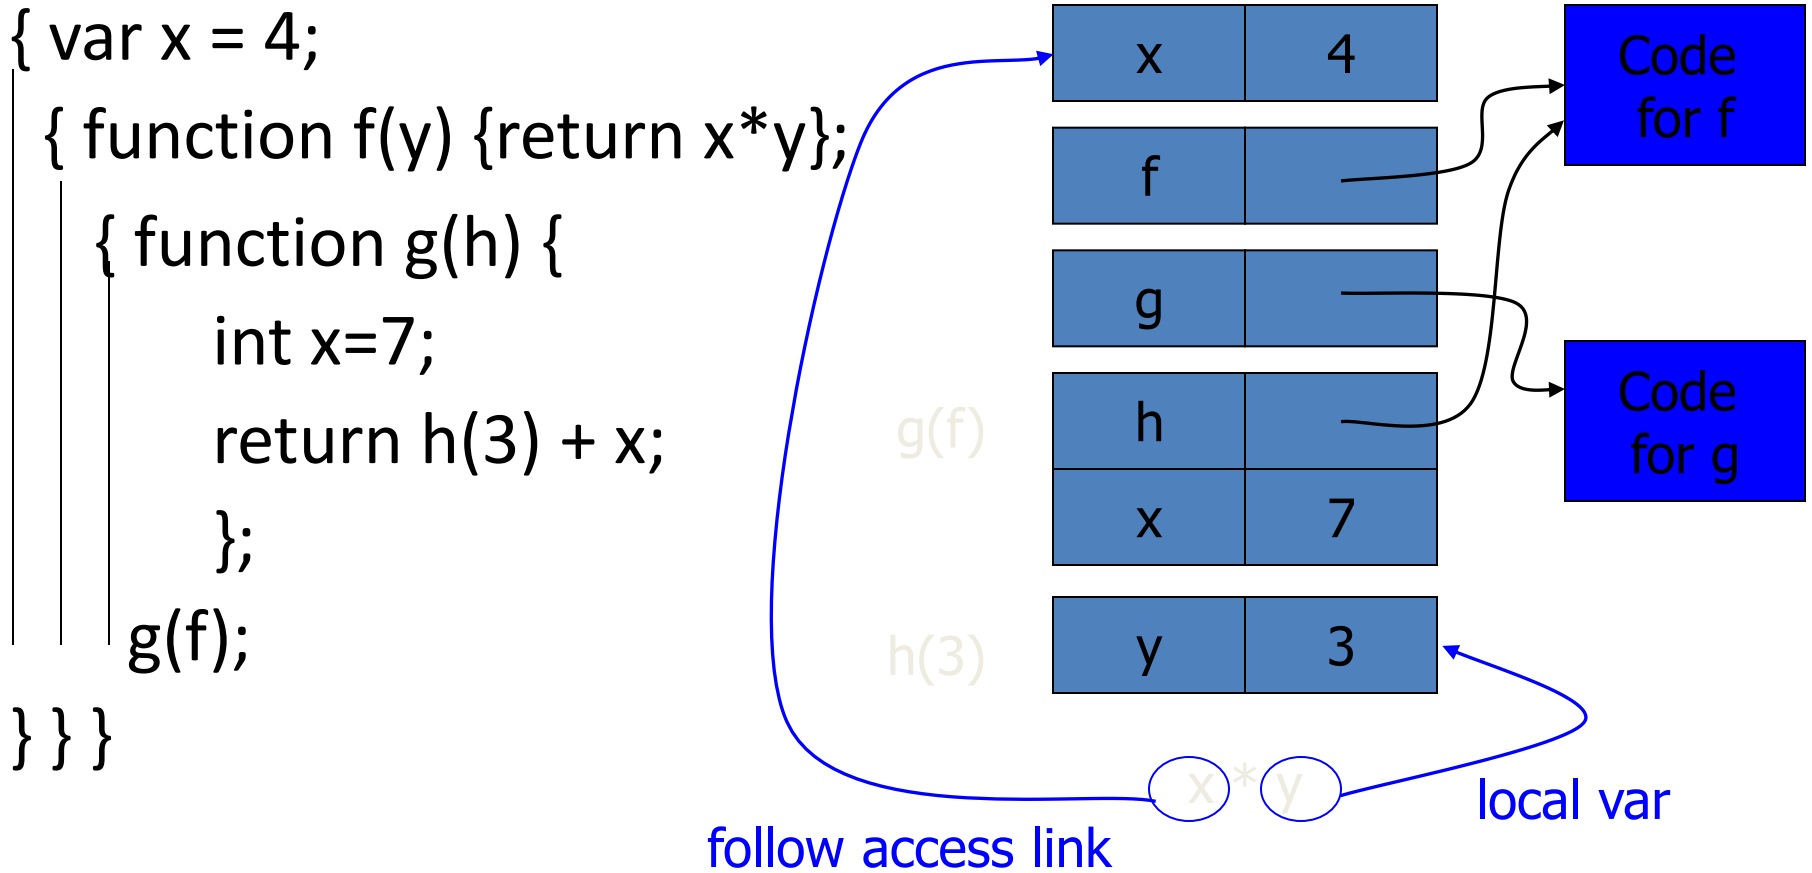 { var x = 4;
{ function f(y) {return x*y};
{ function g(h) {
int x=7;
return h(3) + x;
};
g(f);
} } }
x 4
f
g
g(f) h
x 7
h(3) y 3
x * y
follow access link
local var
Code
for f
Code
for g